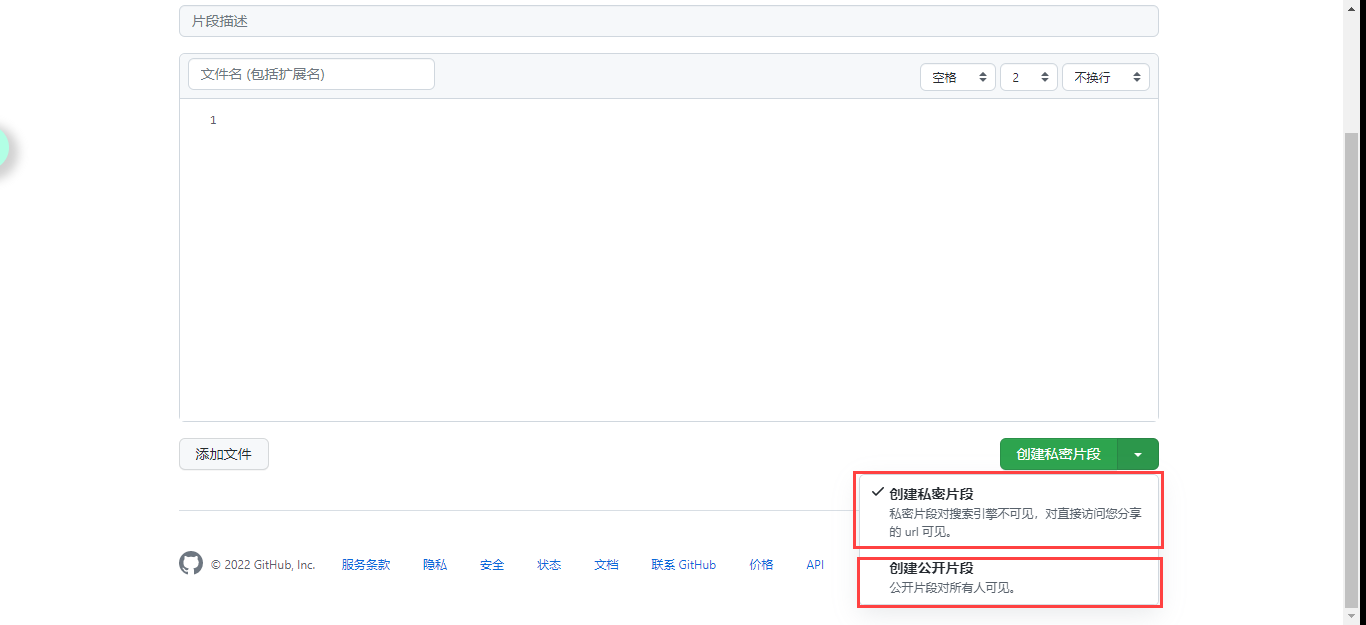 片段描述
文件名 (包括扩展名)
空格
2
不换行
1
添加文件
创建私密片段
创建私密片段
私密片段对搜索引擎不可见，对直接访问您分享
的 url 可见。
创建公开片段
公开片段对所有人可见。
© 2022 GitHub, Inc. 服务条款 隐私 安全 状态 文档 联系 GitHub 价格 API